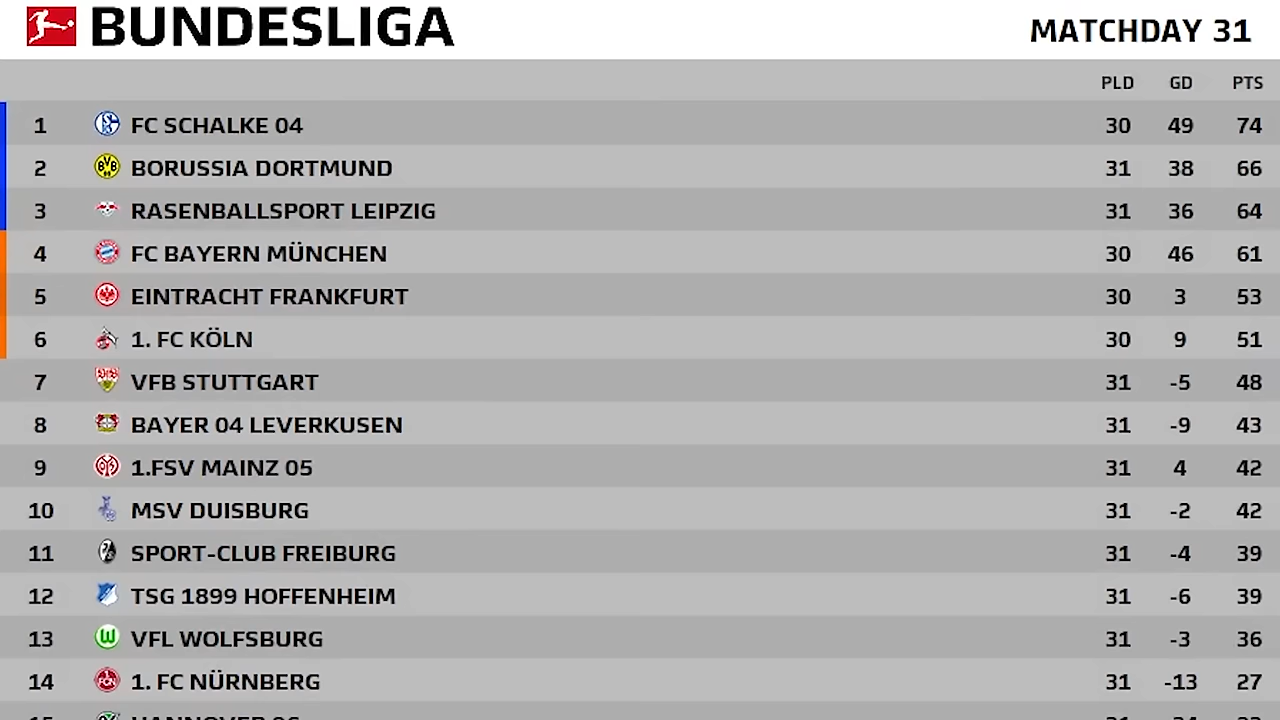 BUNDESLIGA MATCHDAY 31
PLD GD PTS
1 FC SCHALKE 04 30 49 74
2 BORUSSIA DORTMUND 31 38 66
3 RASENBALLSPORT LEIPZIG 31 36 64
4 FC BAYERN MÜNCHEN 30 46 61
5 EINTRACHT FRANKFURT 30 3 53
6 1. FC KÖLN 30 9 51
7 VFB STUTTGART 31 -5 48
8 BAYER 04 LEVERKUSEN 31 -9 43
9 1.FSV MAINZ 05 31 4 42
10 MSV DUISBURG 31 -2 42
11 SPORT-CLUB FREIBURG 31 -4 39
12 TSG 1899 HOFFENHEIM 31 -6 39
13 VFL WOLFSBURG 31 -3 36
14 1. FC NÜRNBERG 31 -13 27
15 HANNOVER 96 31